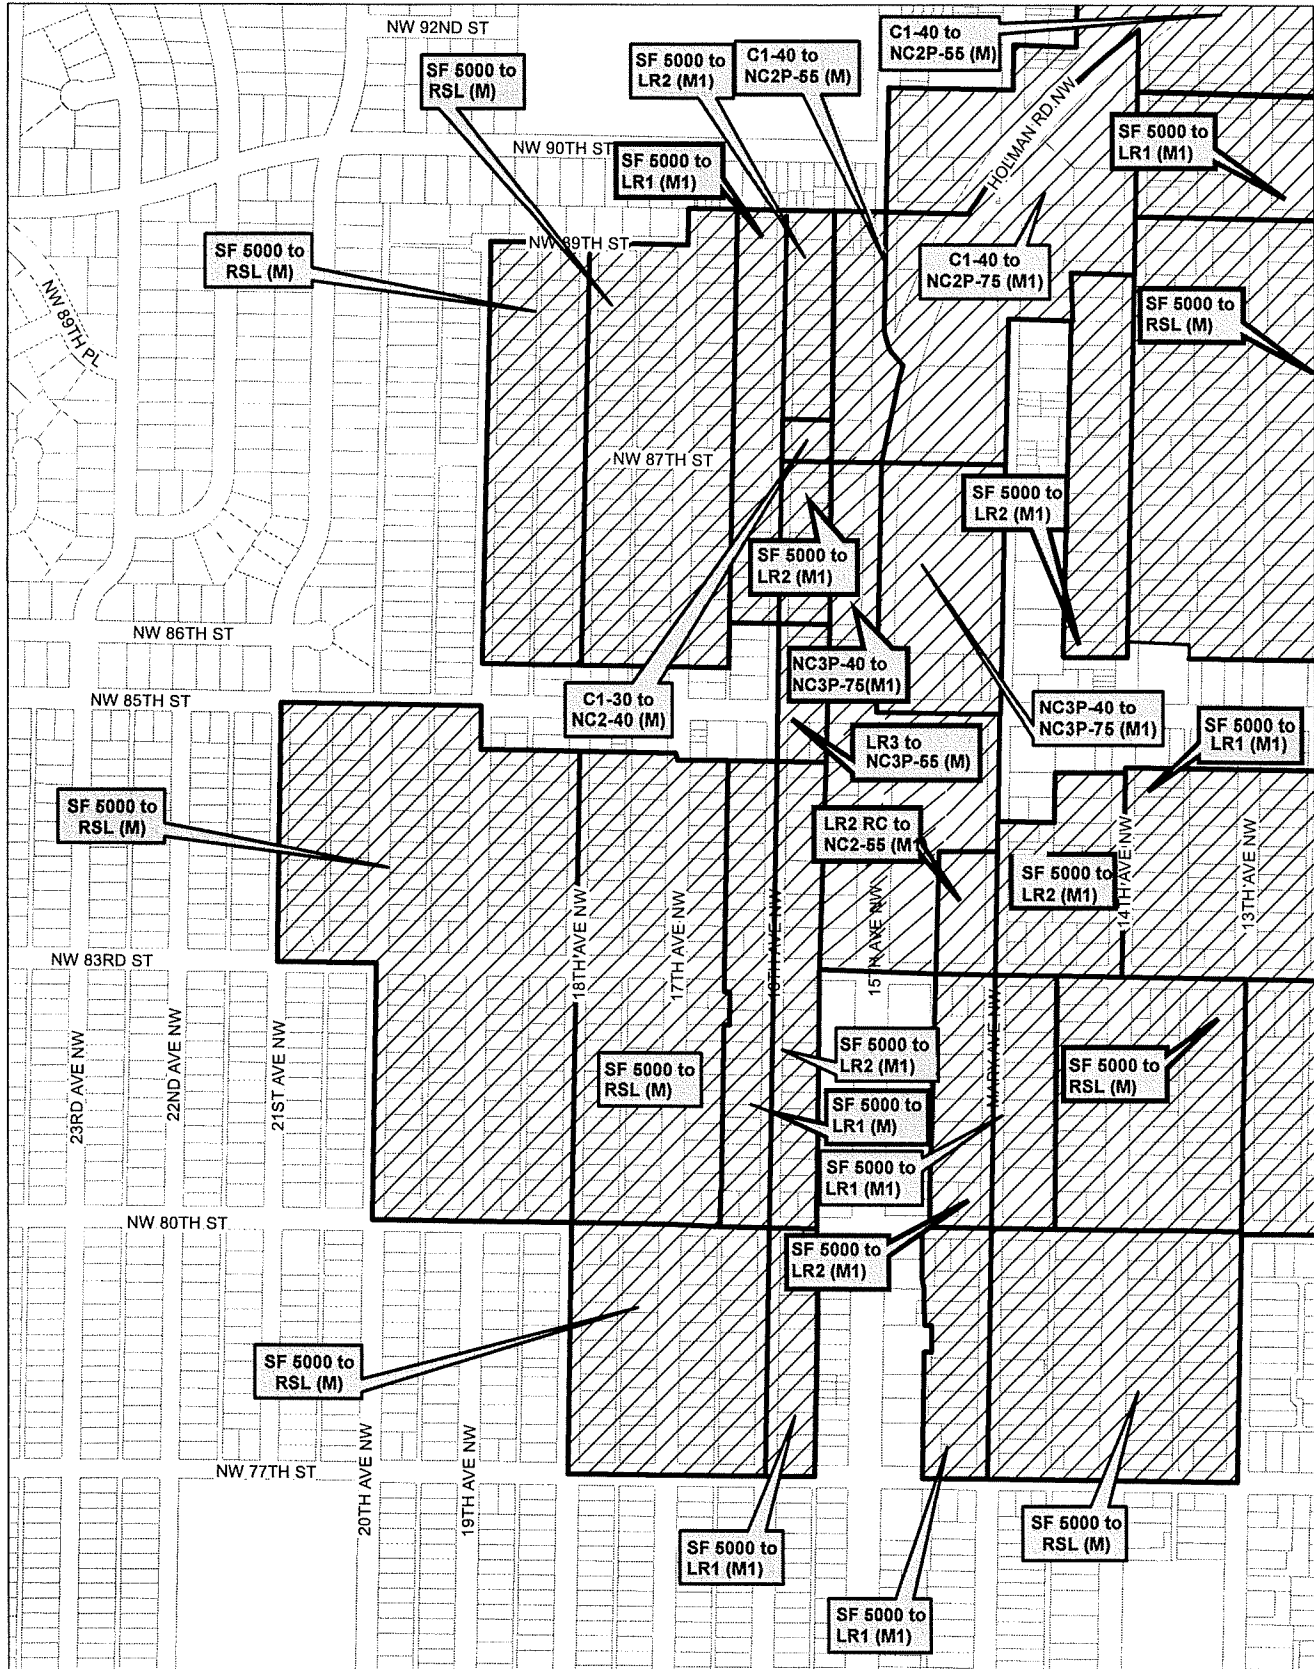 NW 92ND ST
C1-40 to
NC2P-55 (M)
SF 5000 to
RSL (M)
SF 5000 to
LR2 (M1)
C1-40 to
NC2P-55 (M)
HOLMAN RD NW
NW 90TH ST
SF 5000 to
LR1 (M1)
SF 5000 to
LR1 (M1)
SF 5000 to
RSL (M)
NW 89TH ST
C1-40 to
NC2P-75 (M1)
NW 89TH PL
SF 5000 to
RSL (M)
NW 87TH ST
SF 5000 to
LR2 (M1)
SF 5000 to
LR2 (M1)
NW 86TH ST
NC3P-40 to
NC3P-75(M1)
C1-30 to
NC2-40 (M)
NW 85TH ST
NC3P-40 to
NC3P-75 (M1)
SF 5000 to
LR1 (M1)
LR3 to
NC3P-55 (M)
SF 5000 to
RSL (M)
LR2 RC to
NC2-55 (M1
SF 5000 to
LR2 (M1)
18TH AVE NW
17TH AVE NW
16TH AVE NW
15TH AVE NW
14TH AVE NW
13TH AVE NW
NW 83RD ST
23RD AVE NW
22ND AVE NW
21ST AVE NW
SF 5000 to
RSL (M)
SF 5000 to
LR2 (M1)
MARY AVE NW
SF 5000 to
RSL (M)
SF 5000 to
LR1 (M)
SF 5000 to
LR1 (M1)
NW 80TH ST
SF 5000 to
LR2 (M1)
SF 5000 to
RSL (M)
20TH AVE NW
19TH AVE NW
NW 77TH ST
SF 5000 to
LR1 (M1)
SF 5000 to
RSL (M)
SF 5000 to
LR1 (M1)